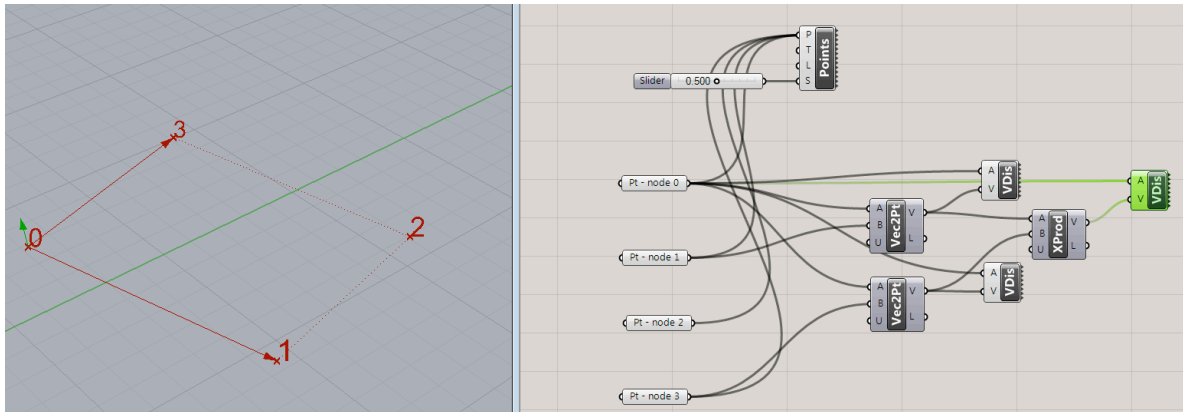 3
0
2
1
P
T
L
S
Points
Slider
0.500
Pt - node 0
Pt - node 1
Pt - node 2
Pt - node 3
A
V
VDis
A
B
U
Vec2Pt
V
L
A
B
U
XProd
V
L
A
V
VDis
A
B
U
Vec2Pt
V
L
A
V
VDis